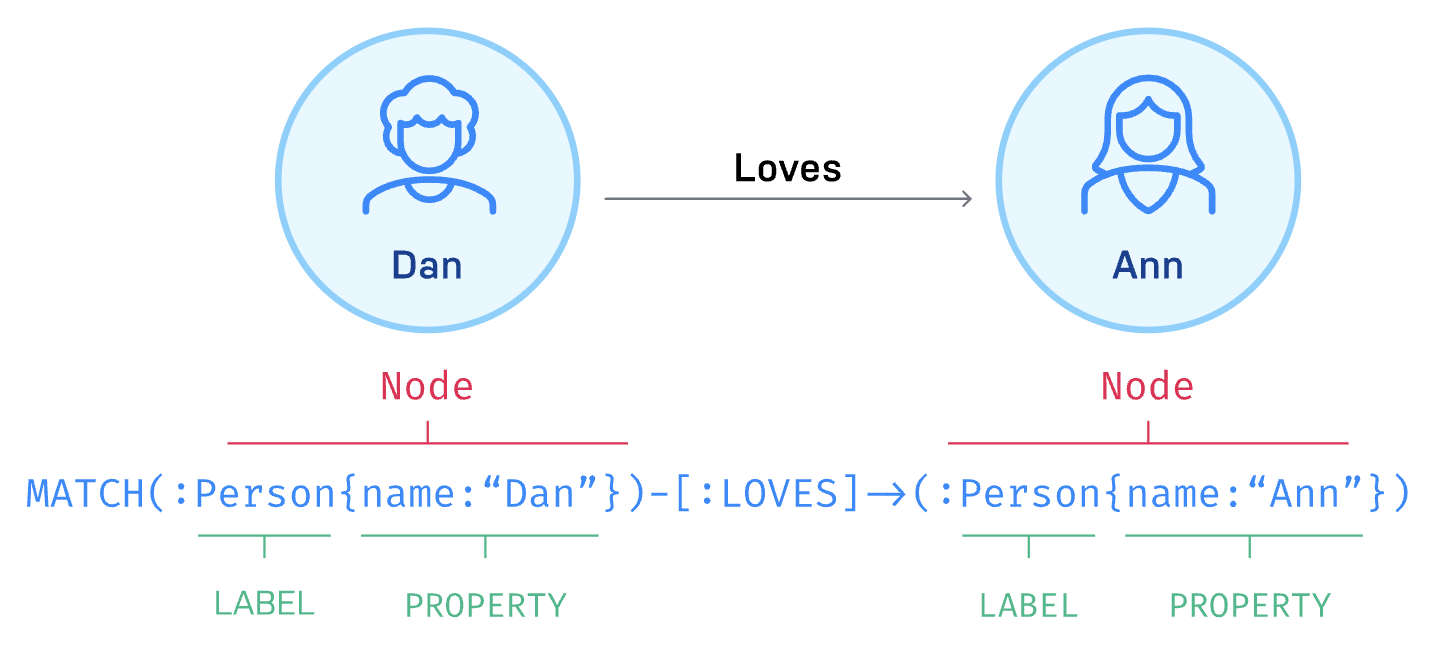 Loves
Dan
Ann
Node
Node
MATCH(:Person{name:“Dan”})-[:LOVES]->(:Person{name:“Ann”})
LABEL
PROPERTY
LABEL
PROPERTY